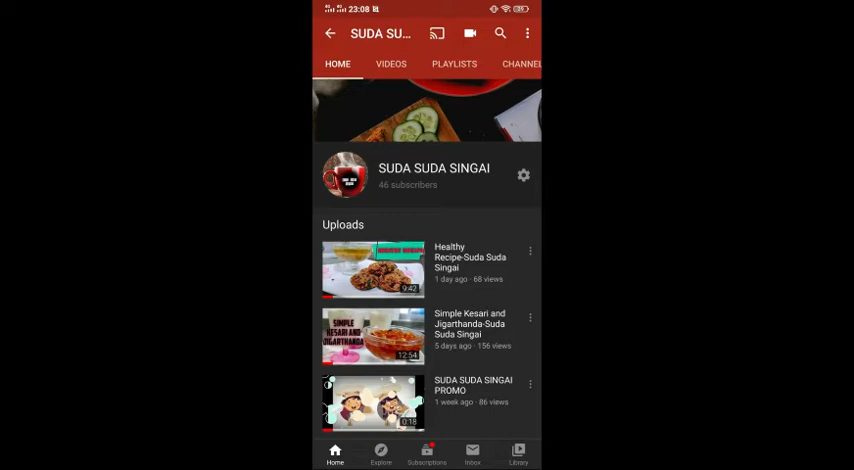 23:08
SUDA SU...
HOME VIDEOS PLAYLISTS CHANNEL
SUDA SUDA SINGAI
46 subscribers
Uploads
Healthy
Recipe-Suda Suda
Singai
1 day ago · 68 views
9:42
Simple Kesari and
Jigarthanda-Suda
Suda Singai
5 days ago · 156 views
SIMPLE
KESARI AND
JIGARTHANDA
12:54
SUDA SUDA SINGAI
PROMO
1 week ago · 86 views
0:18
Home Explore Subscriptions Inbox Library